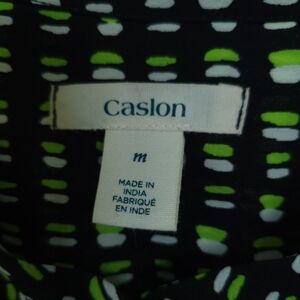 Caslon
m
MADE IN
INDIA
FABRIQUÉ
EN INDE